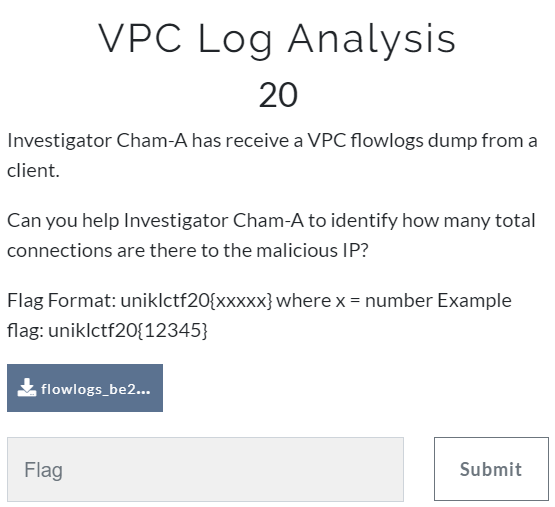 VPC Log Analysis
20
Investigator Cham-A has receive a VPC flowlogs dump from a
client.
Can you help Investigator Cham-A to identify how many total
connections are there to the malicious IP?
Flag Format: uniklctf20{xxxxx} where x = number Example
flag: uniklctf20{12345}
flowlogs_be2...
Flag
Submit